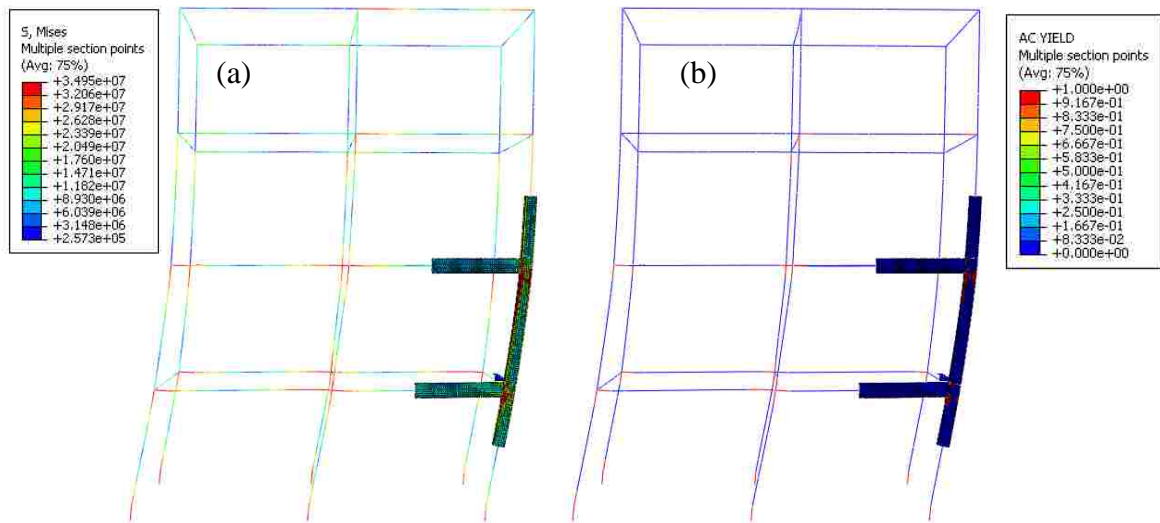 S, Mises
Multiple section points
(Avg: 75%)
+3.495e+07
+3.206e+07
+2.917e+07
+2.628e+07
+2.339e+07
+2.049e+07
+1.760e+07
+1.471e+07
+1.182e+07
+8.930e+06
+6.039e+06
+3.148e+06
+2.573e+05
(a)
(b)
AC YIELD
Multiple section points
(Avg: 75%)
+1.000e+00
+9.167e-01
+8.333e-01
+7.500e-01
+6.667e-01
+5.833e-01
+5.000e-01
+4.167e-01
+3.333e-01
+2.500e-01
+1.667e-01
+8.333e-02
+0.000e+00